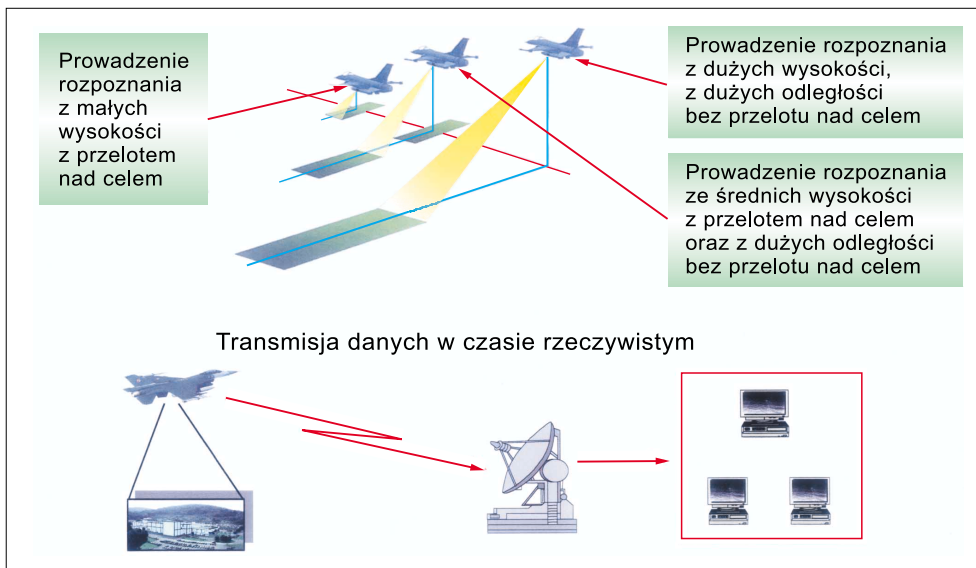 Prowadzenie
rozpoznania
z małych
wysokości
z przelotem
nad celem
Prowadzenie rozpoznania
z dużych wysokości,
z dużych odległości
bez przelotu nad celem
Prowadzenie rozpoznania
ze średnich wysokości
z przelotem nad celem
oraz z dużych odległości
bez przelotu nad celem
Transmisja danych w czasie rzeczywistym